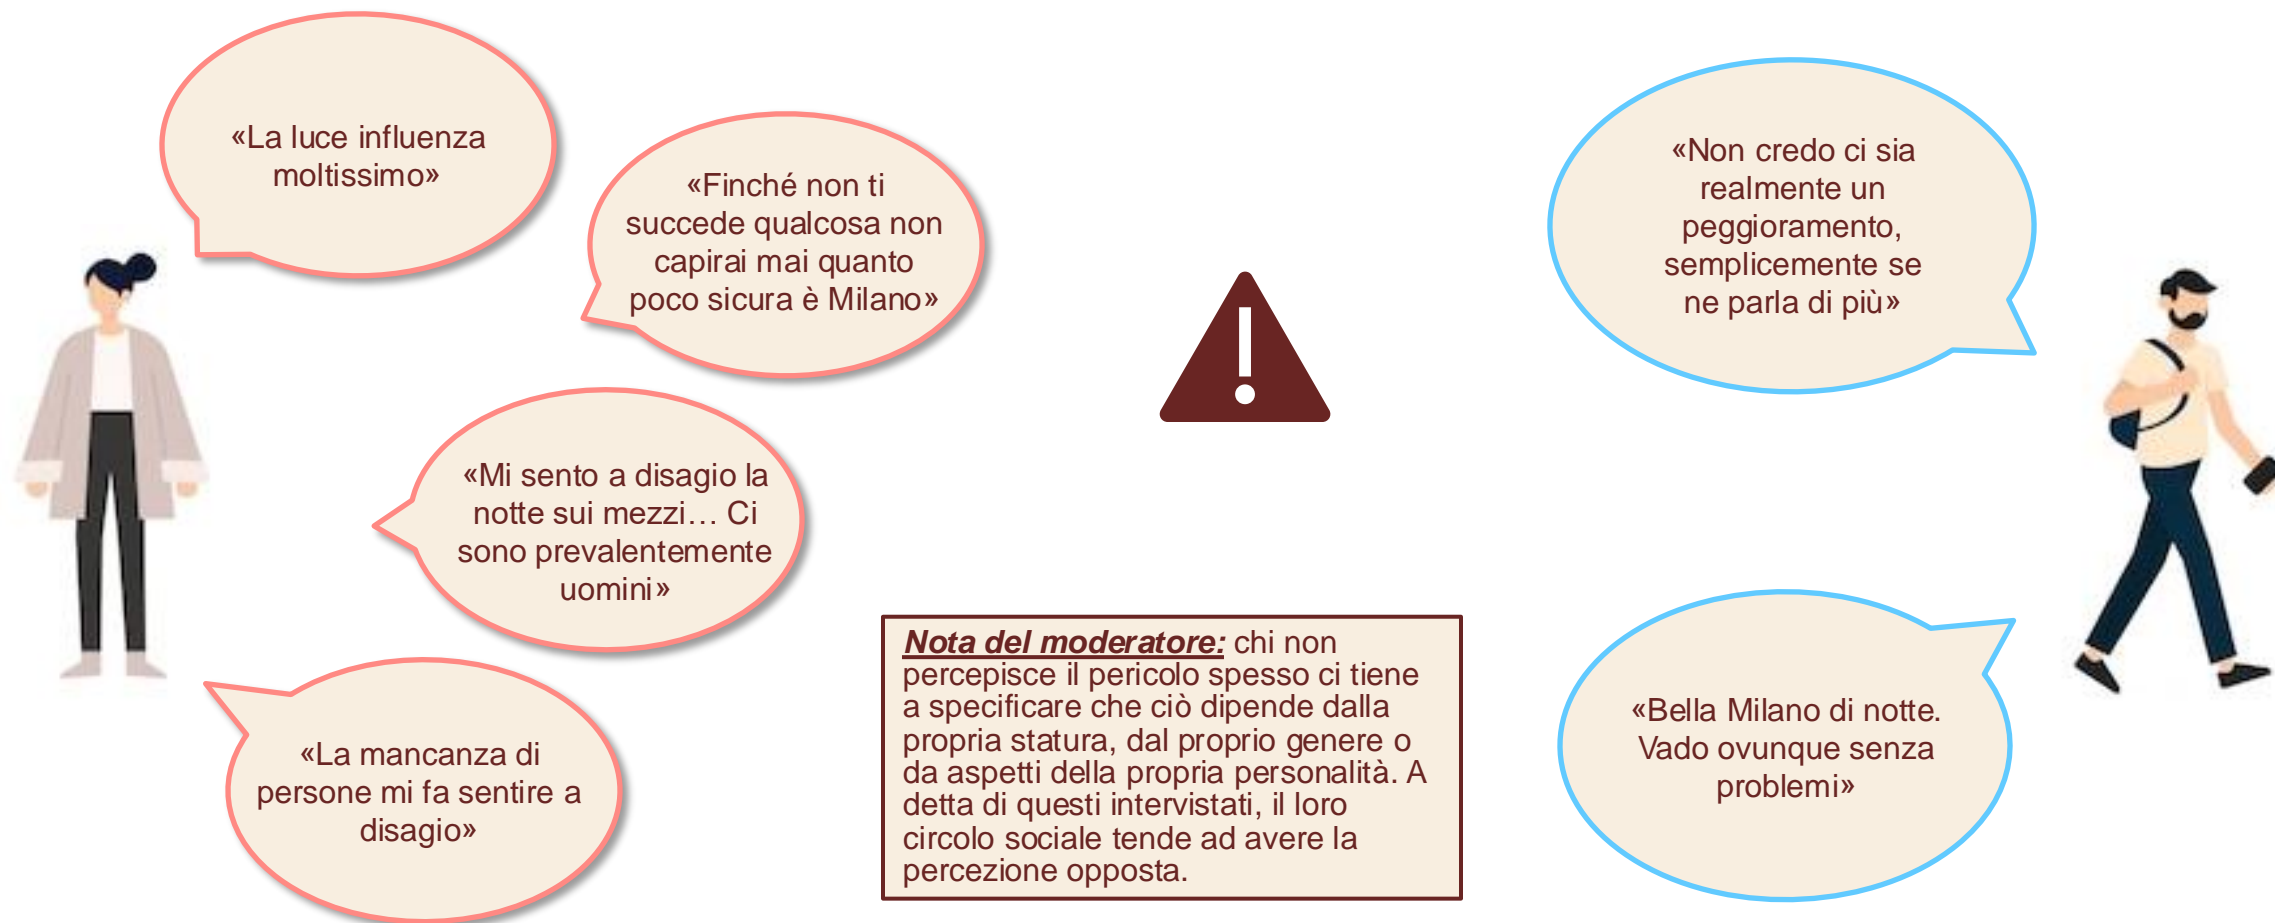 «La luce influenza
moltissimo»
«Finché non ti
succede qualcosa non
capirai mai quanto
poco sicura è Milano»
«Mi sento a disagio la
notte sui mezzi… Ci
sono prevalentemente
uomini»
«La mancanza di
persone mi fa sentire a
disagio»
Nota del moderatore: chi non
percepisce il pericolo spesso ci tiene
a specificare che ciò dipende dalla
propria statura, dal proprio genere o
da aspetti della propria personalità. A
detta di questi intervistati, il loro
circolo sociale tende ad avere la
percezione opposta.
«Non credo ci sia
realmente un
peggioramento,
semplicemente se
ne parla di più»
«Bella Milano di notte.
Vado ovunque senza
problemi»